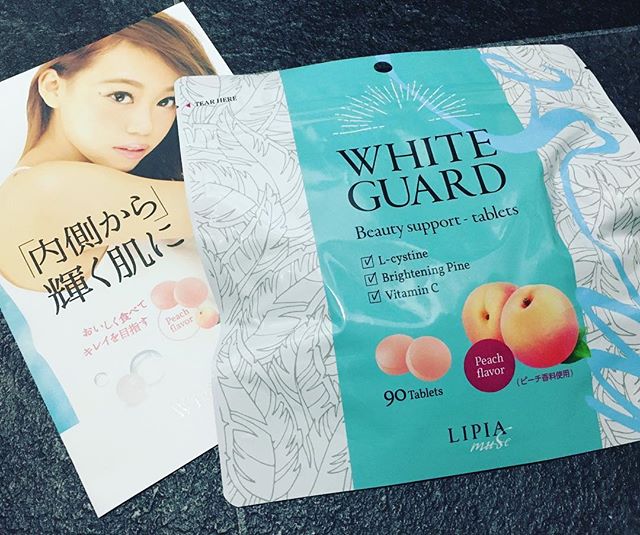 「内側から」
輝く肌に
おいしく食べて
キレイを目指す
Peach
flavor
TEAR HERE
WHITE
GUARD
Beauty support - tablets
☑ L-cystine
☑ Brightening Pine
☑ Vitamin C
90 Tablets
Peach
flavor
(ピーチ香料使用)
LIPIA
muse